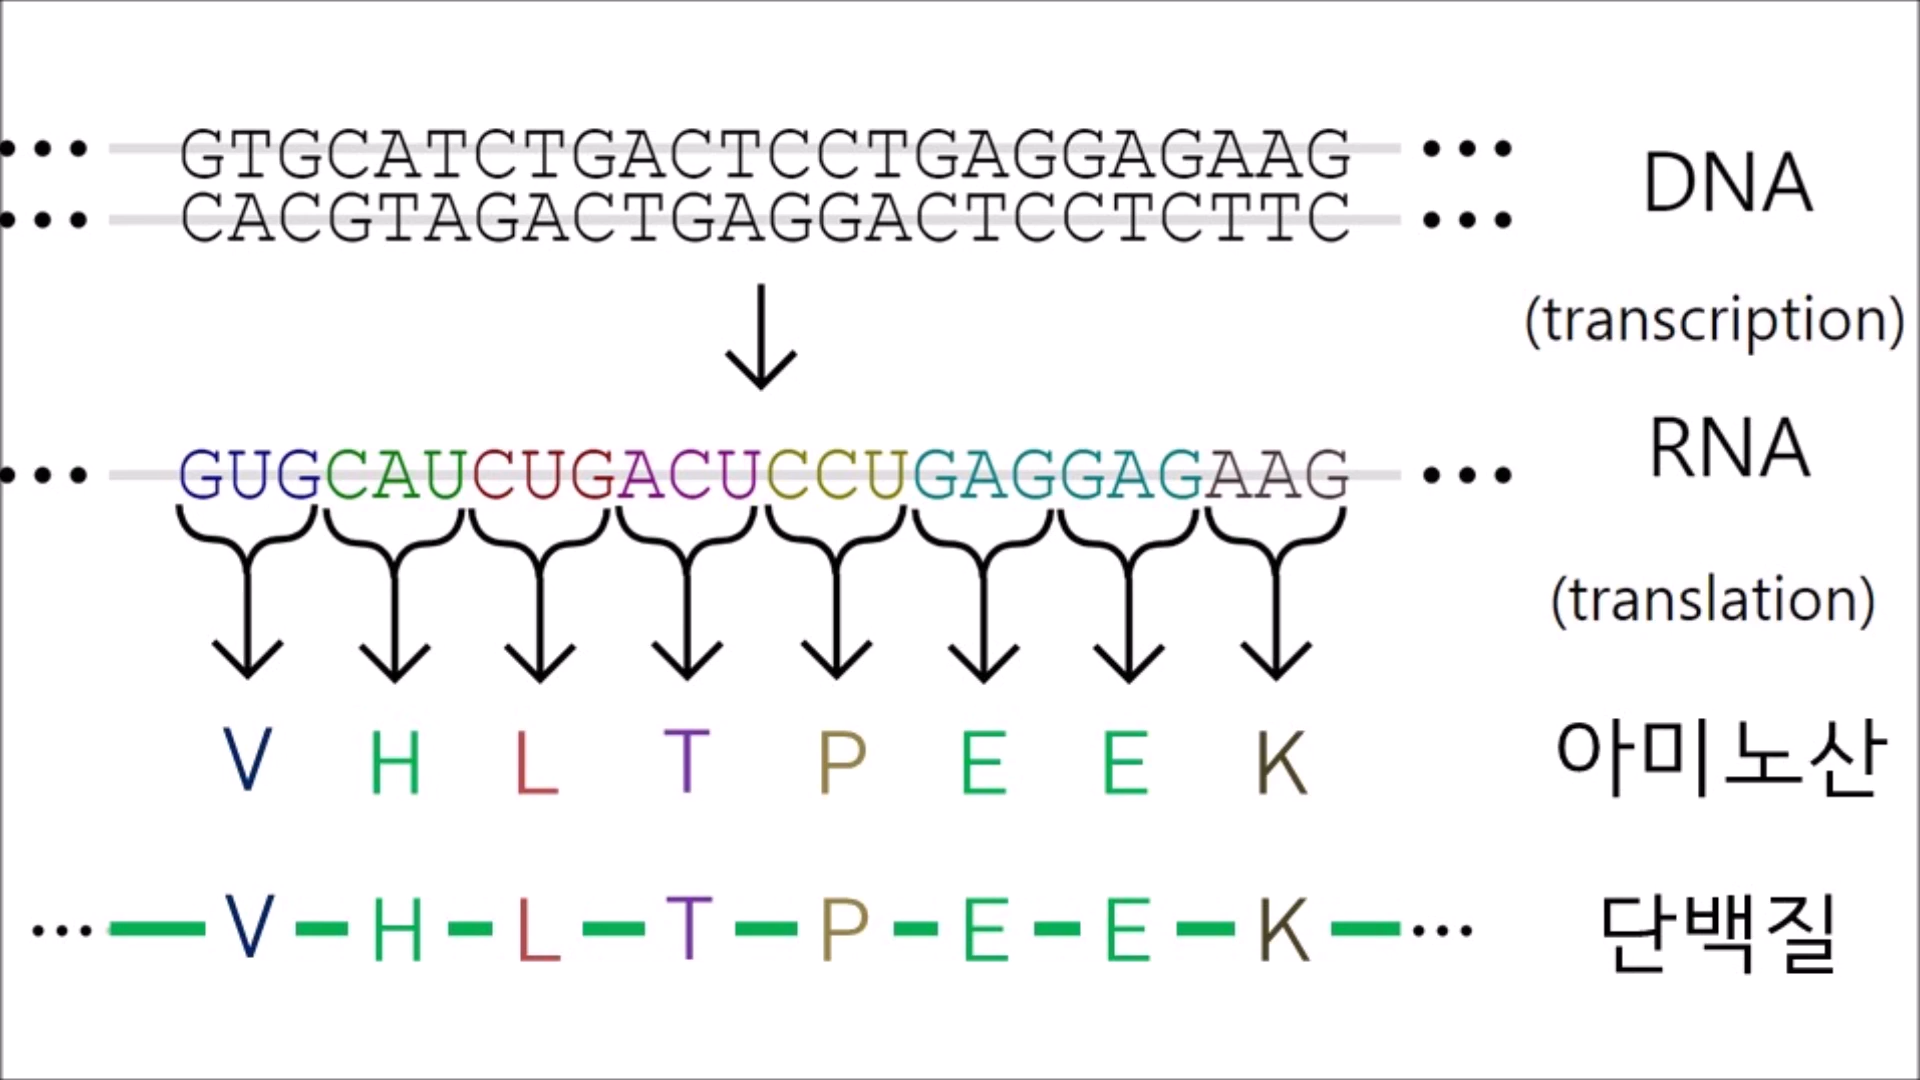 ••• GTGCATCTGACTCCTGAGGAGAAG ••• DNA
••• CACGTAGACTGAGGACTCCTCTTC •••
(transcription)
••• GUGCAUCUGACUCCUGAGGAGAAG ••• RNA
(translation)
V H L T P E E K 아미노산
... V H L T P E E K ... 단백질